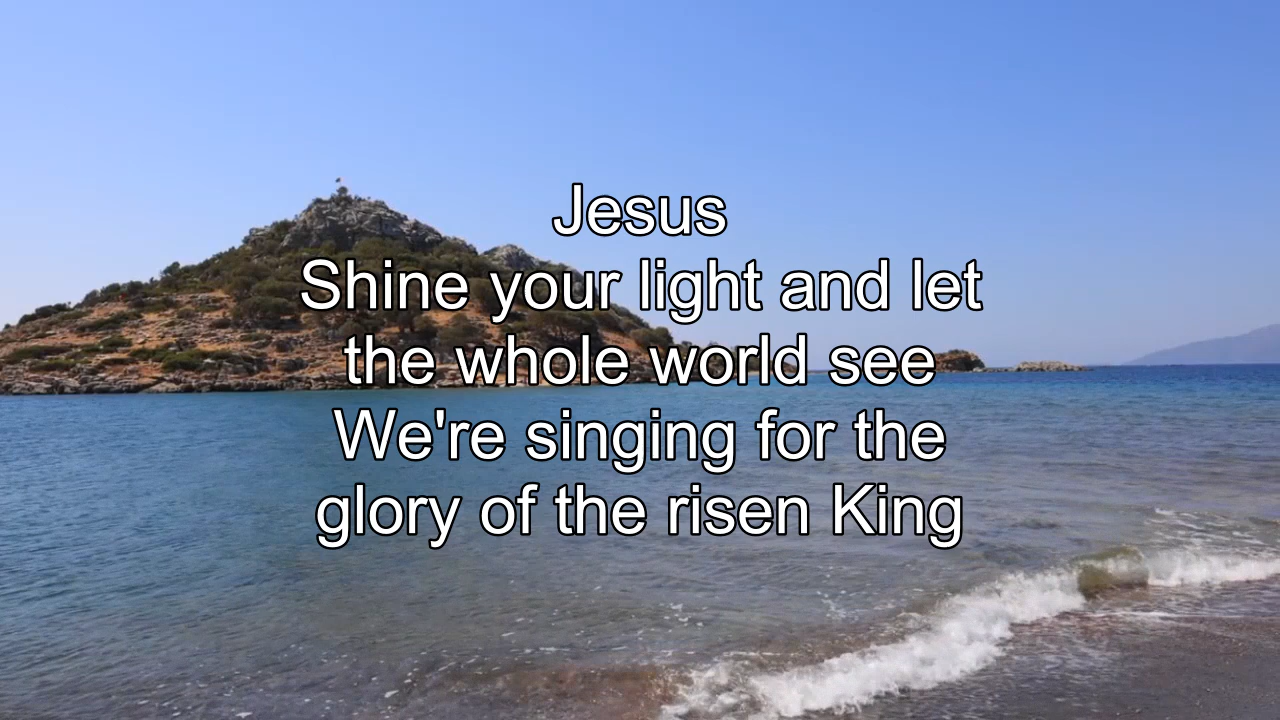 Jesus
Shine your light and let
the whole world see
We're singing for the
glory of the risen King